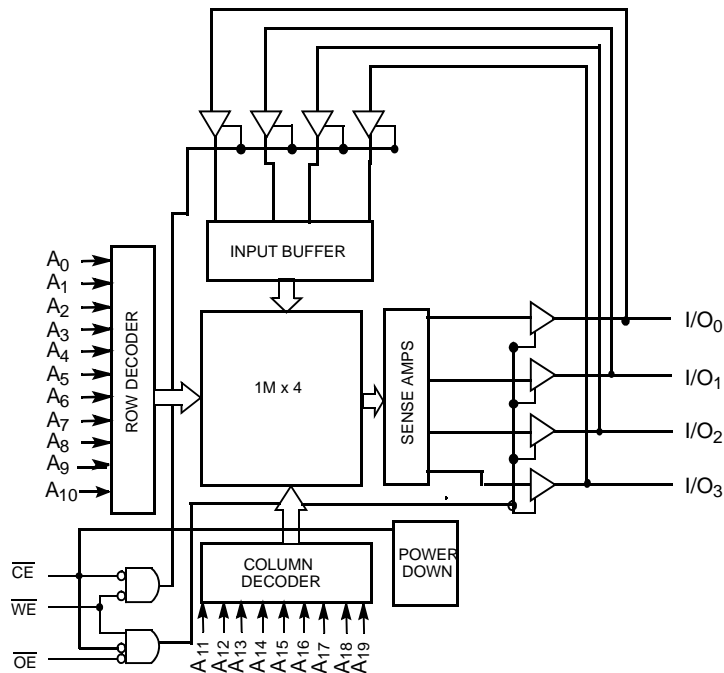 INPUT BUFFER
A0
A1
A2
A3
A4
A5
A6
A7
A8
A9
A10
ROW DECODER
1M x 4
SENSE AMPS
I/O0
I/O1
I/O2
I/O3
COLUMN
DECODER
POWER
DOWN
CE
WE
OE
A11
A12
A13
A14
A15
A16
A17
A18
A19